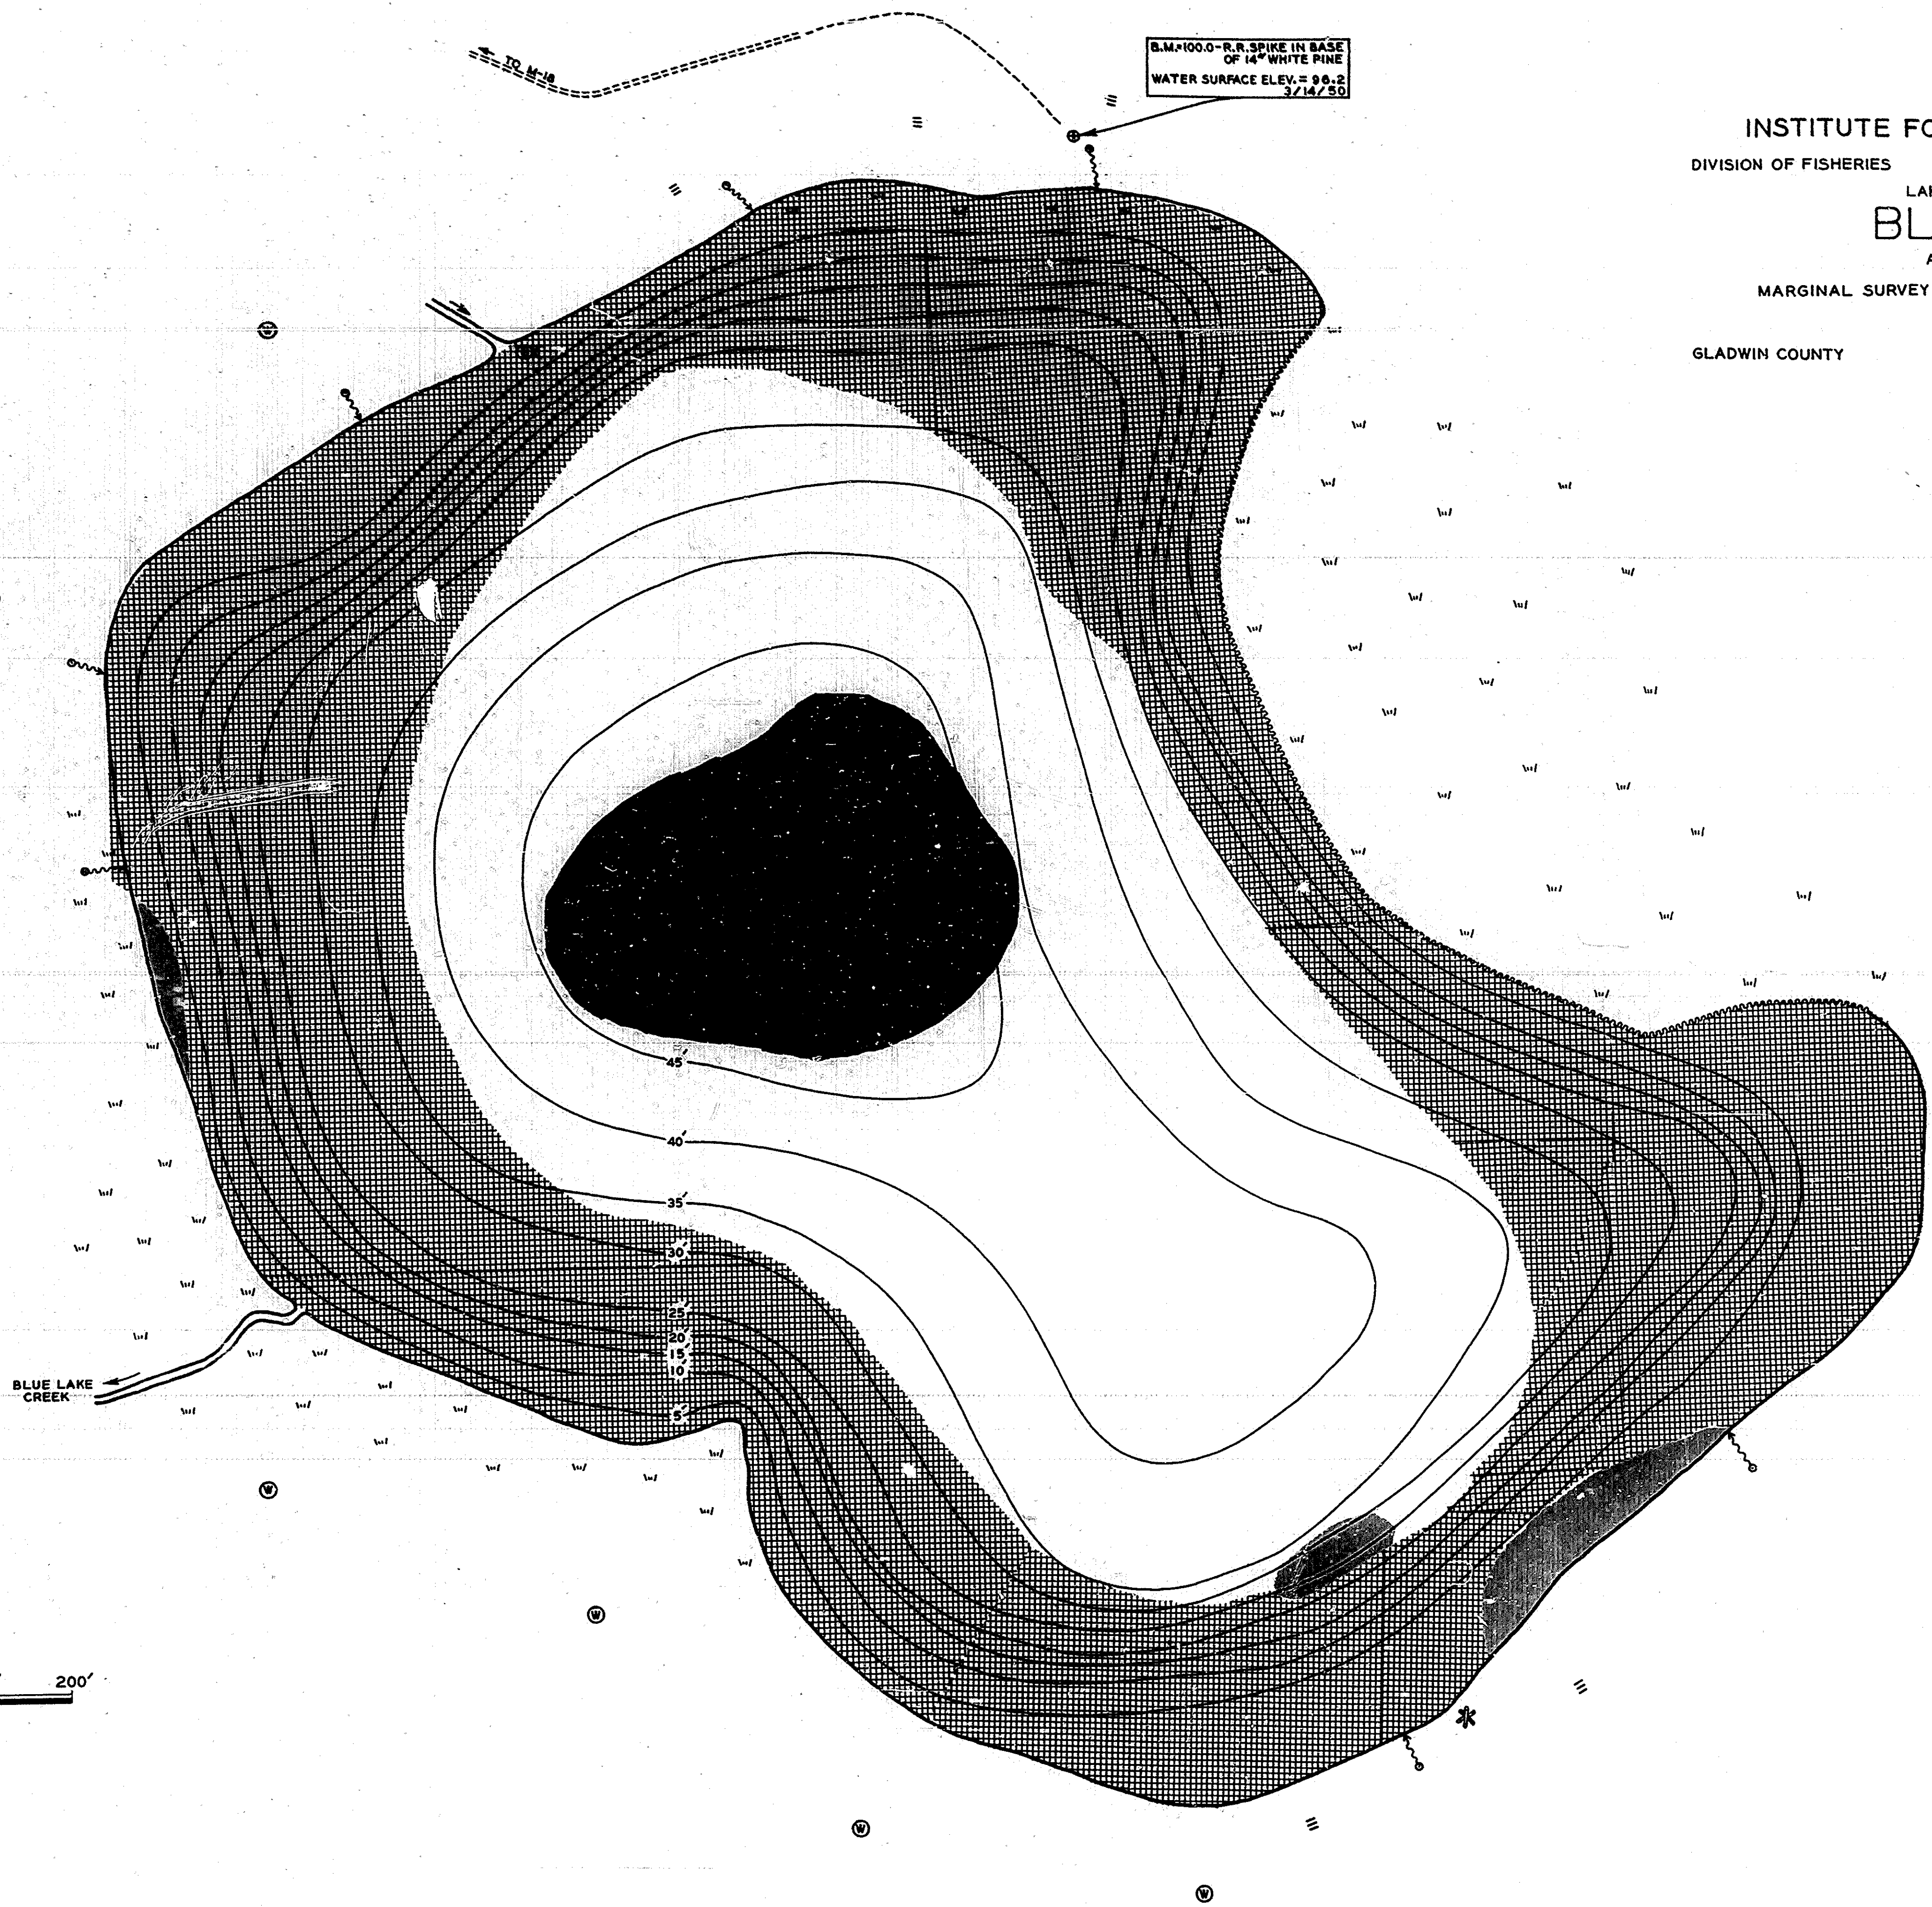 TO M-18
B.M.=100.0-R.R.SPIKE IN BASE
OF 14" WHITE PINE
WATER SURFACE ELEV.= 96.2
3/14/50
INSTITUTE FO
DIVISION OF FISHERIES
LA
BL
MARGINAL SURVEY
GLADWIN COUNTY
W
45'
40'
35'
30'
25'
20'
15'
10'
5'
BLUE LAKE
CREEK
W
W
200'
W
W